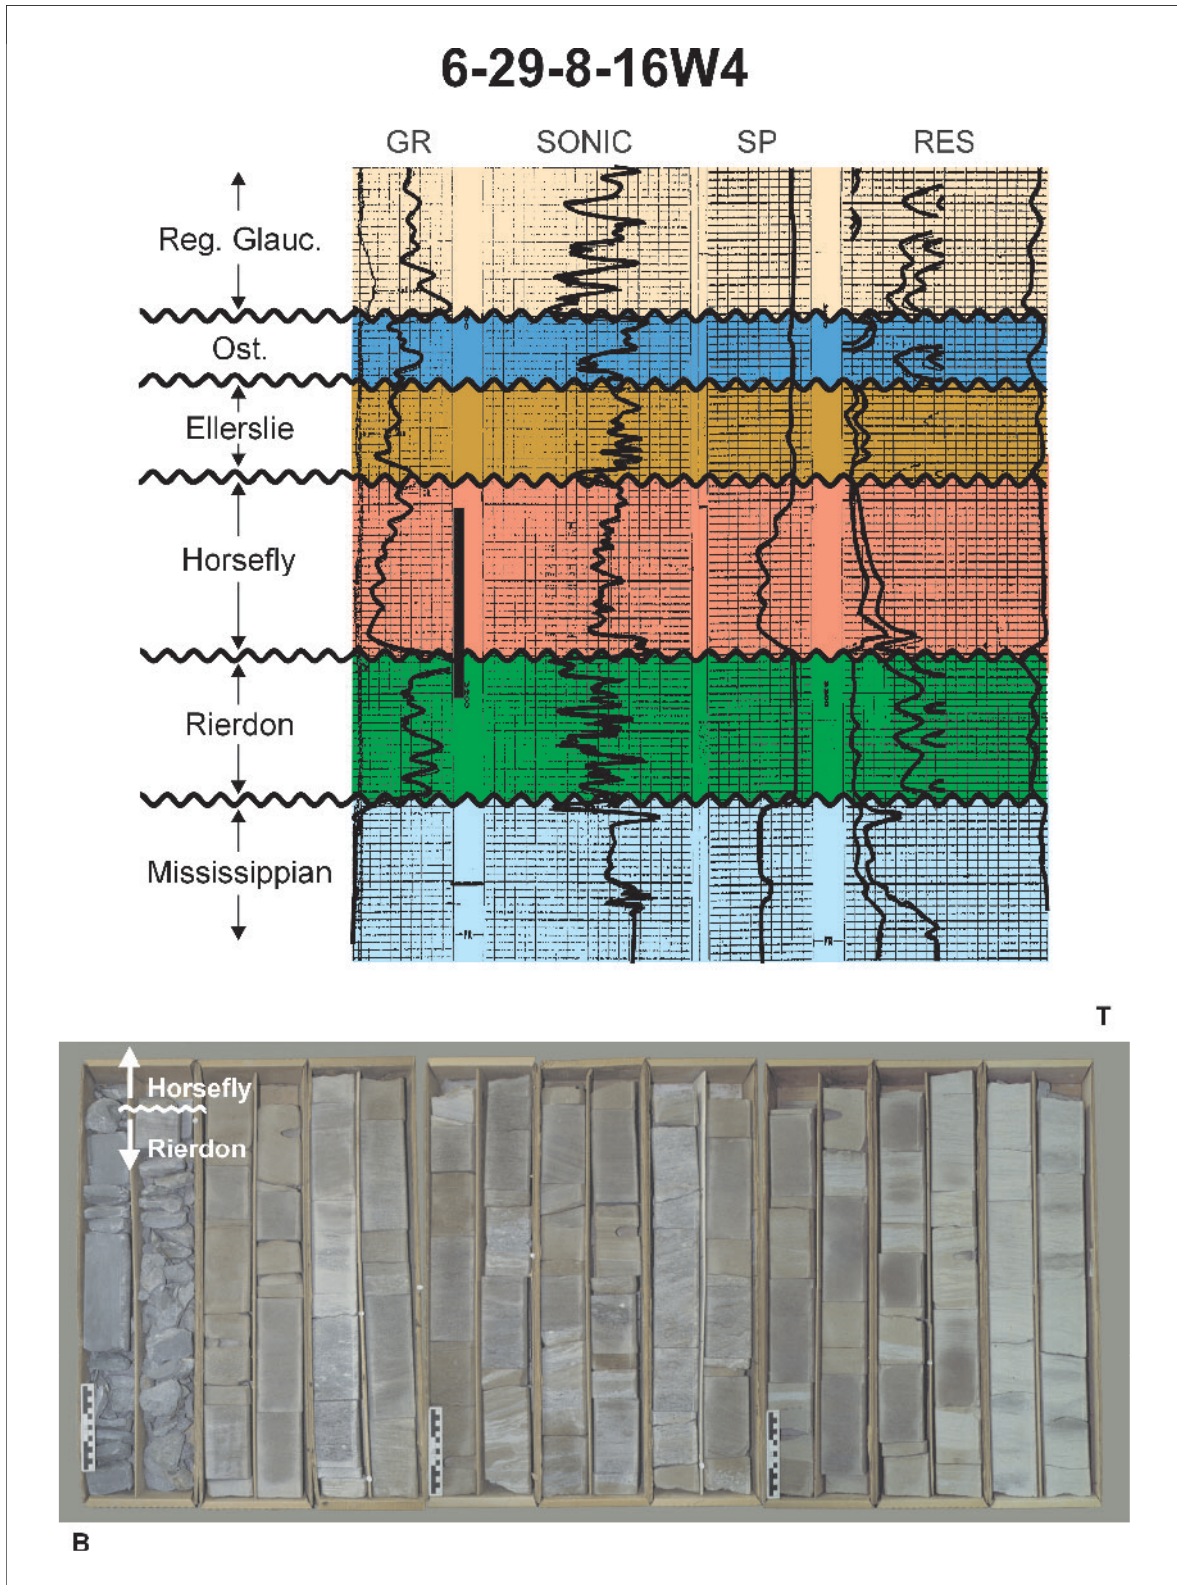 6-29-8-16W4
GR SONIC SP RES
Reg. Glauc.
Ost.
Ellerslie
Horsefly
Rierdon
Mississippian
T
Horsefly
Rierdon
B